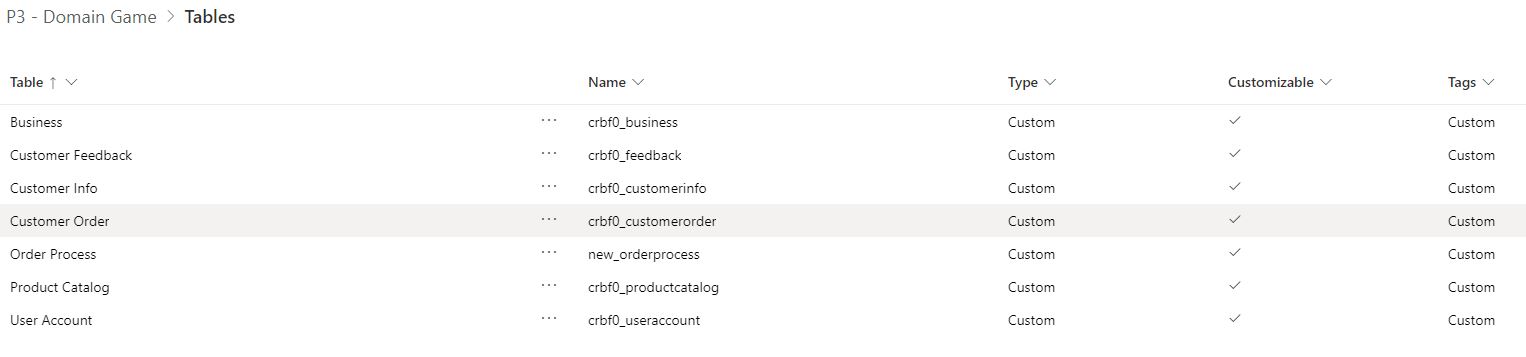 P3 - Domain Game > Tables
Table ↑ Name Type Customizable Tags
Business ··· crbf0_business Custom ✓ Custom
Customer Feedback ··· crbf0_feedback Custom ✓ Custom
Customer Info ··· crbf0_customerinfo Custom ✓ Custom
Customer Order ··· crbf0_customerorder Custom ✓ Custom
Order Process ··· new_orderprocess Custom ✓ Custom
Product Catalog ··· crbf0_productcatalog Custom ✓ Custom
User Account ··· crbf0_useraccount Custom ✓ Custom